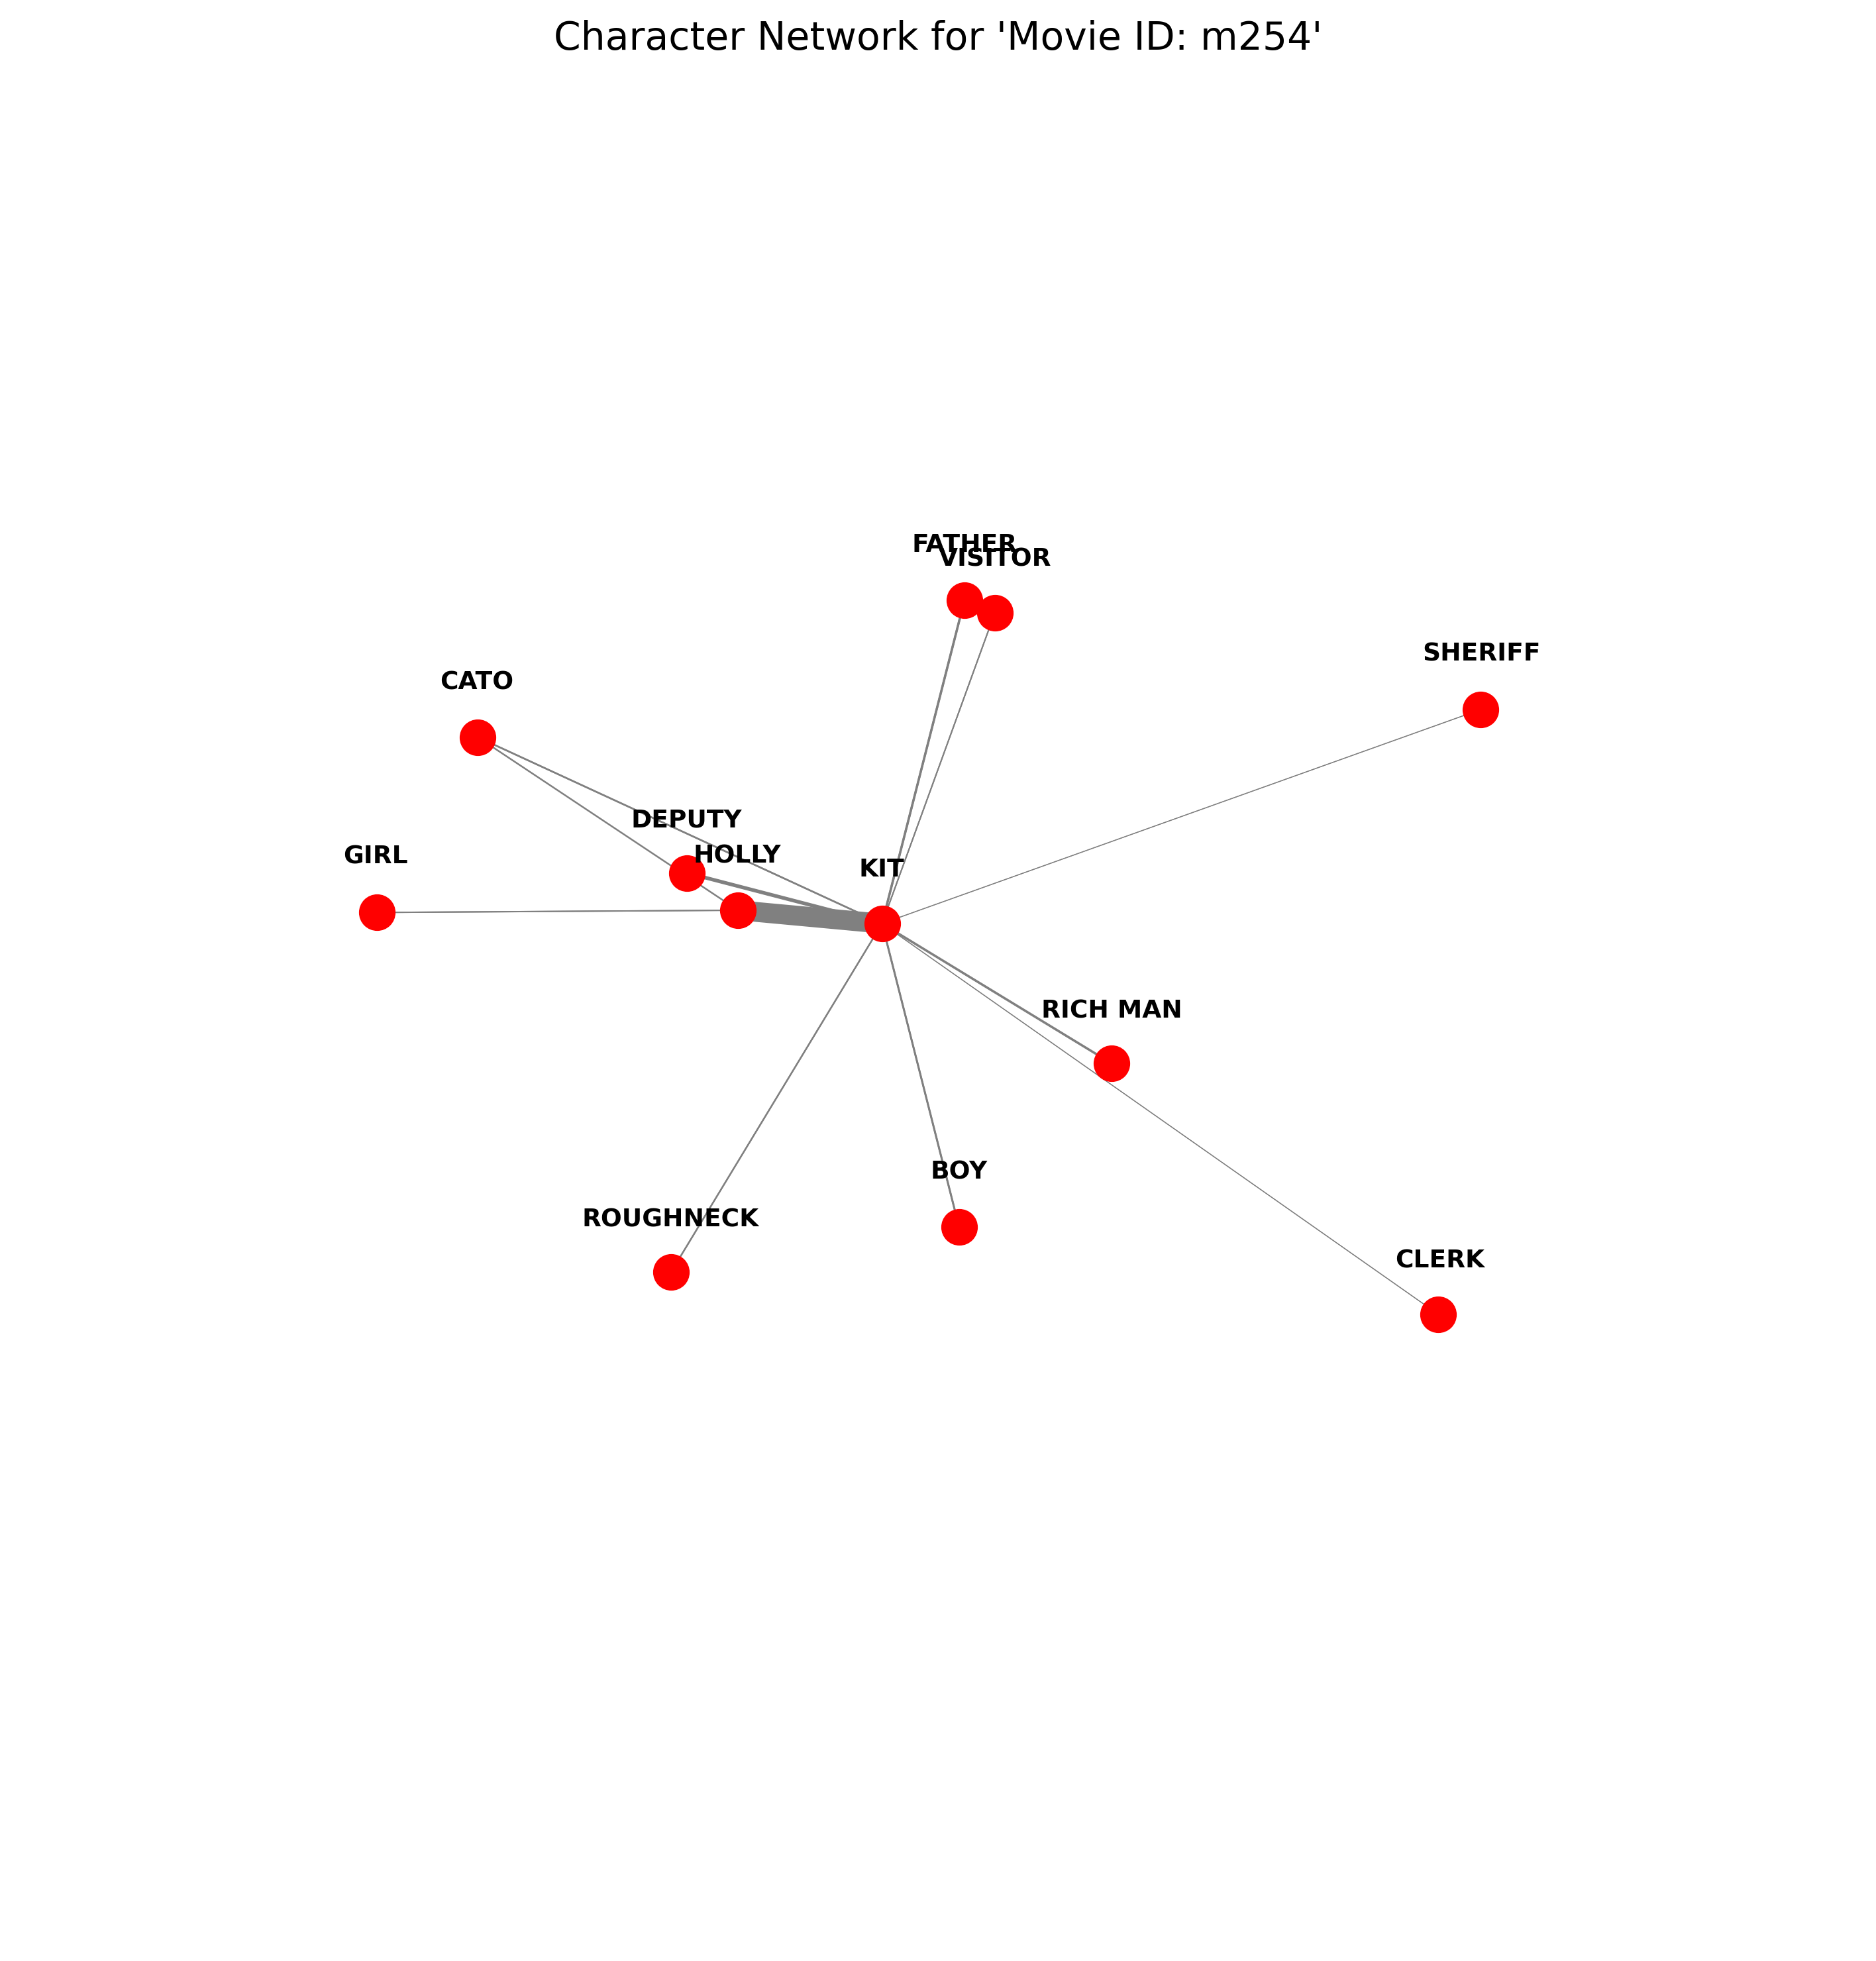 Character Network for 'Movie ID: m254'
FATHER
VISITOR
SHERIFF
CATO
DEPUTY
HOLLY
GIRL
KIT
RICH MAN
BOY
ROUGHNECK
CLERK